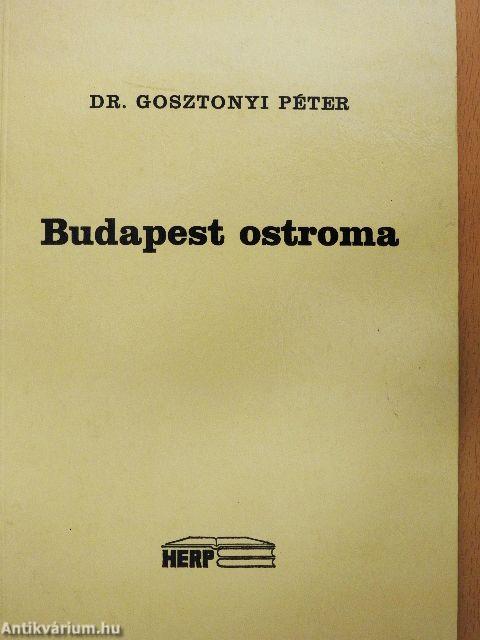 DR. GOSZTONYI PÉTER
Budapest ostroma
HERP
Antikvárium.hu